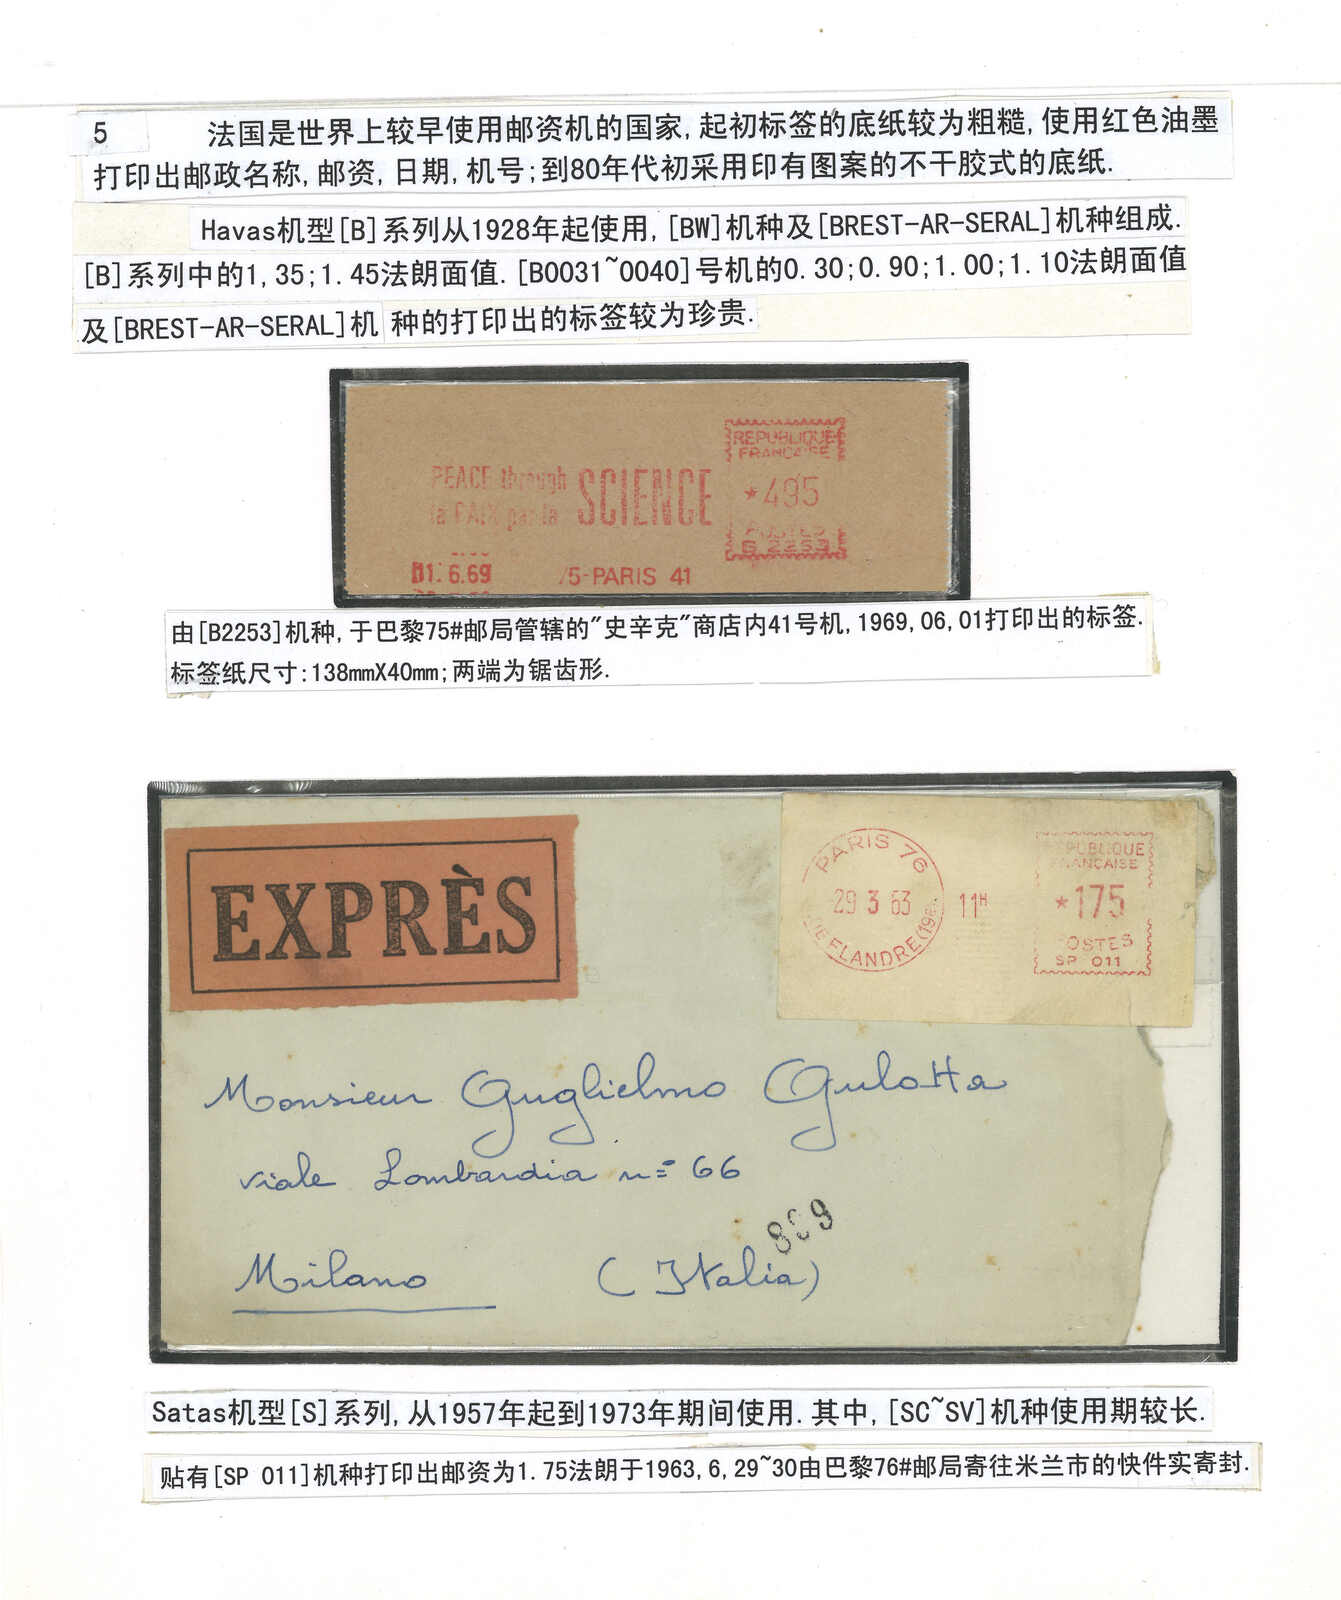 5 法国是世界上较早使用邮资机的国家,起初标签的底纸较为粗糙,使用红色油墨
打印出邮政名称,邮资,日期,机号;到80年代初采用印有图案的不干胶式的底纸.
Havas机型[B]系列从1928年起使用,[BW]机种及[BREST-AR-SERAL]机种组成.
[B]系列中的1,35;1.45法朗面值.[B0031~0040]号机的0.30;0.90;1.00;1.10法朗面值
及[BREST-AR-SERAL]机 种的打印出的标签较为珍贵.
REPUBLIQUE
FRANCAISE
PEACE through
la PAIX par la
SCIENCE
*495
POSTES
B 2253
01.6.69
75-PARIS 41
由[B2253]机种,于巴黎75#邮局管辖的"史辛克"商店内41号机,1969,06,01打印出的标签.
标签纸尺寸:138mmX40mm;两端为锯齿形.
EXPRÈS
PARIS 76
29 3 63
DE FLANDRE(19e)
11H
REPUBLIQUE
FRANCAISE
*175
POSTES
SP 011
Monsieur Guglielmo Gulotta
viale Lombardia n= 66
899
Milano (Italia)
Satas机型[S]系列,从1957年起到1973年期间使用.其中,[SC~SV]机种使用期较长.
贴有[SP 011]机种打印出邮资为1.75法朗于1963,6,29~30由巴黎76#邮局寄往米兰市的快件实寄封.